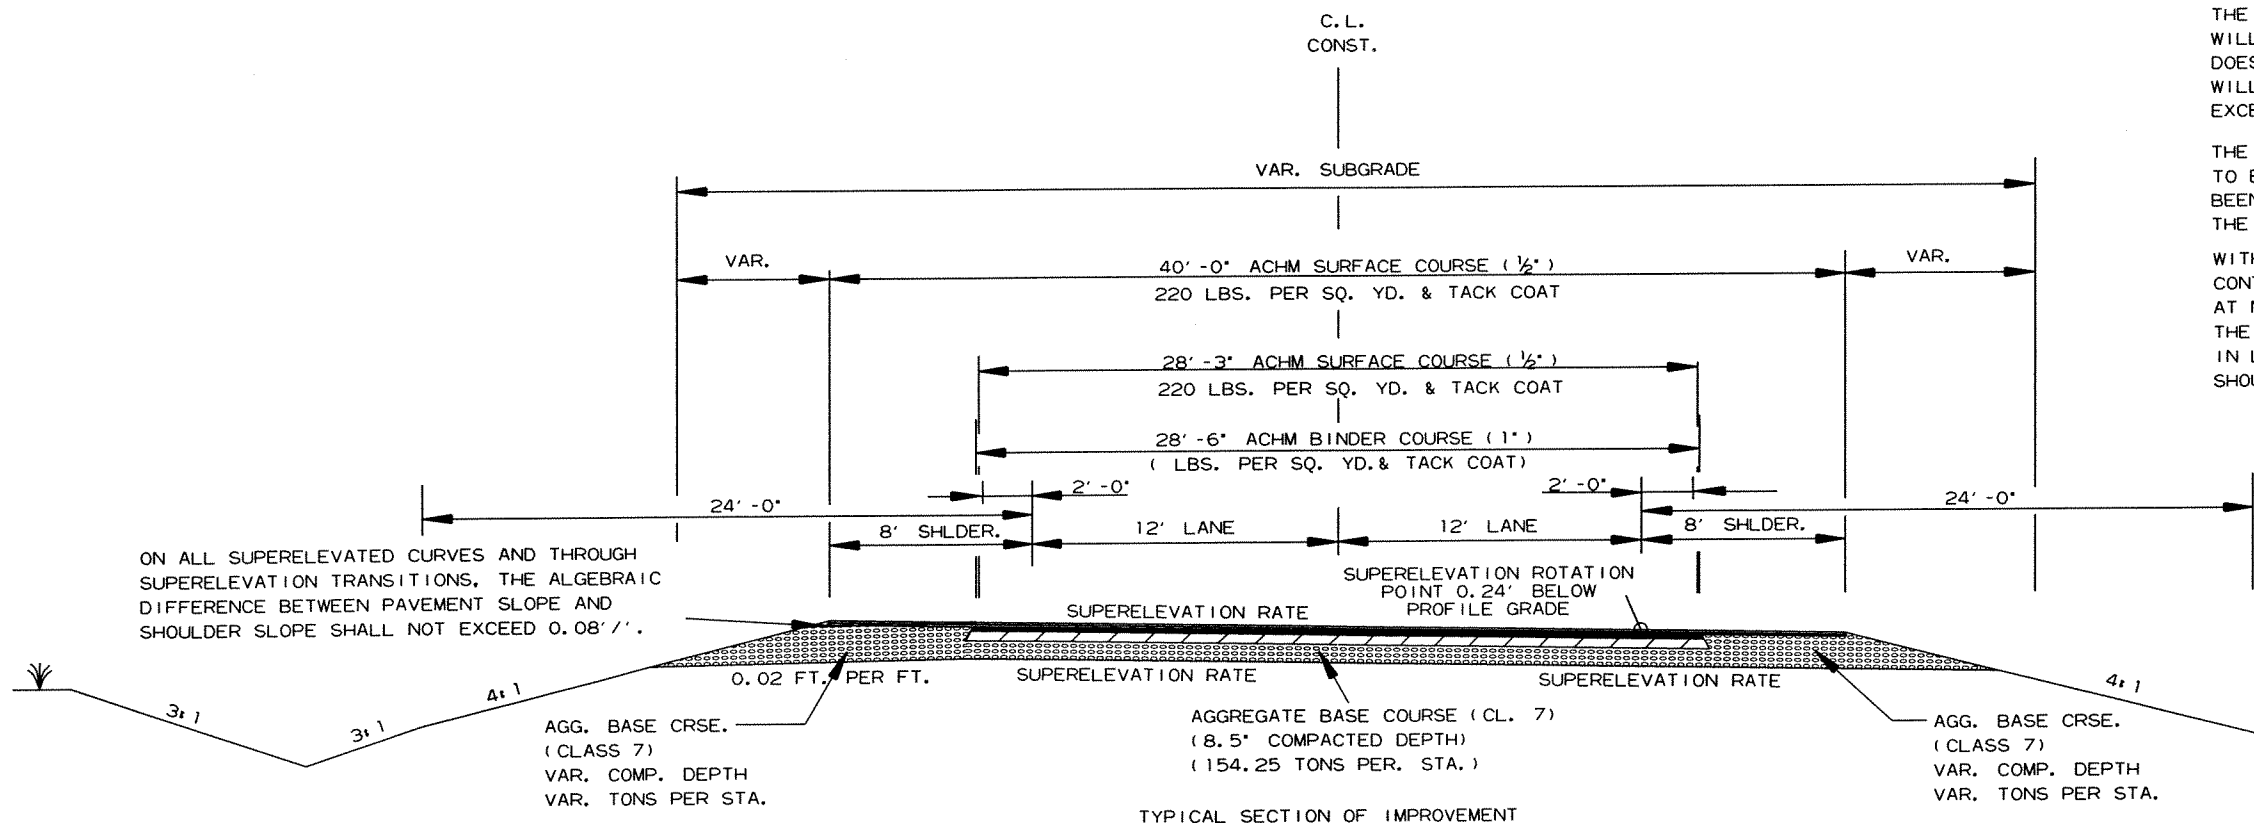 C.L.
CONST.
VAR. SUBGRADE
VAR.
40'-0" ACHM SURFACE COURSE (½")
220 LBS. PER SQ. YD. & TACK COAT
VAR.
28'-3" ACHM SURFACE COURSE (½")
220 LBS. PER SQ. YD. & TACK COAT
28'-6" ACHM BINDER COURSE (1")
( LBS. PER SQ. YD.& TACK COAT)
2'-0"
2'-0"
24'-0"
24'-0"
8' SHLDER.
12' LANE
12' LANE
8' SHLDER.
ON ALL SUPERELEVATED CURVES AND THROUGH
SUPERELEVATION TRANSITIONS, THE ALGEBRAIC
DIFFERENCE BETWEEN PAVEMENT SLOPE AND
SHOULDER SLOPE SHALL NOT EXCEED 0.08'/'.
SUPERELEVATION RATE
SUPERELEVATION ROTATION
POINT 0.24' BELOW
PROFILE GRADE
0.02 FT. PER FT.
SUPERELEVATION RATE
SUPERELEVATION RATE
3:1
3:1
4:1
4:1
AGG. BASE CRSE.
(CLASS 7)
VAR. COMP. DEPTH
VAR. TONS PER STA.
AGGREGATE BASE COURSE (CL. 7)
(8.5" COMPACTED DEPTH)
(154.25 TONS PER. STA.)
AGG. BASE CRSE.
(CLASS 7)
VAR. COMP. DEPTH
VAR. TONS PER STA.
TYPICAL SECTION OF IMPROVEMENT
THE
WILL
DOES
WILL
THE
TO
BEEN
THE
WITH
AT
THE
IN